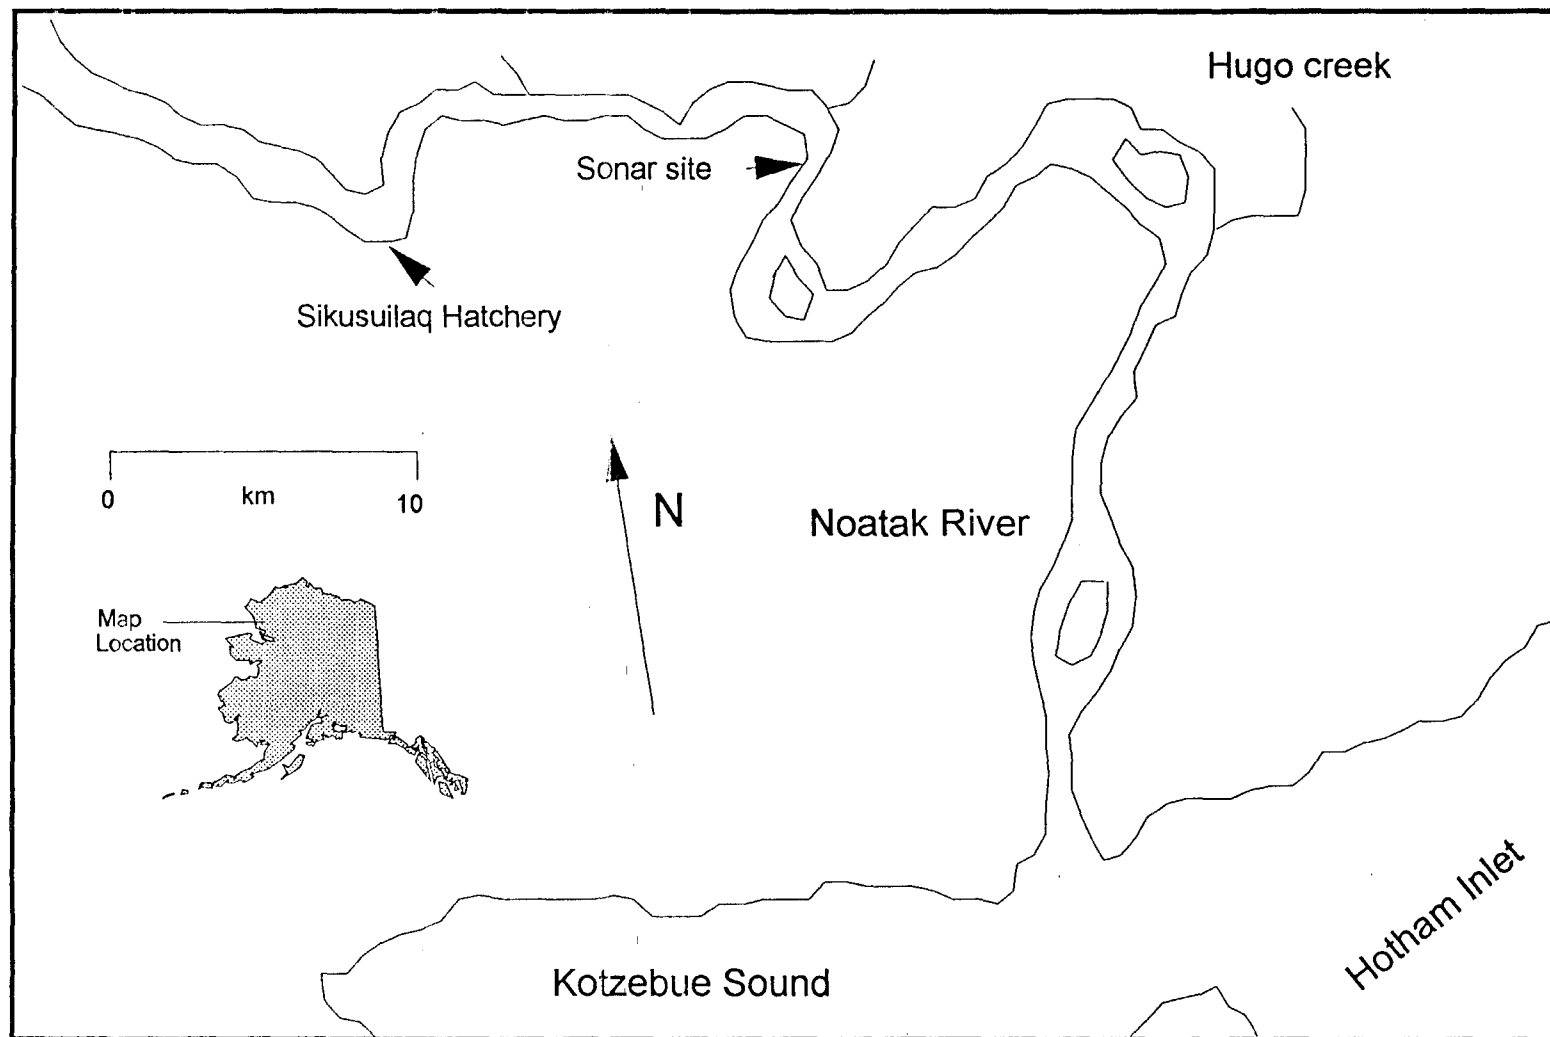 Hugo creek
Sonar site
Sikusuilaq Hatchery
0 km 10
N
Noatak River
Map
Location
Hotham Inlet
Kotzebue Sound